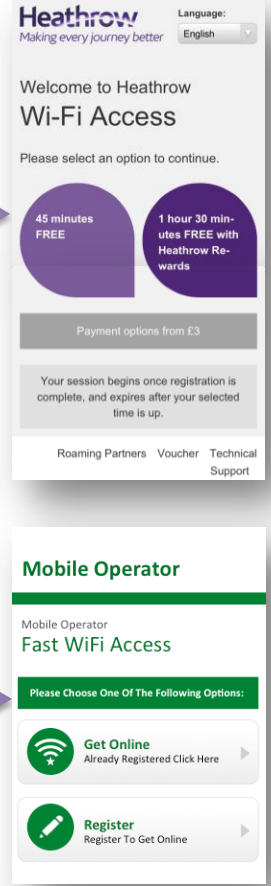 Heathrow
Making every journey better
Language:
English
Welcome to Heathrow
Wi-Fi Access
Please select an option to continue.
45 minutes
FREE
1 hour 30 min-
utes FREE with
Heathrow Re-
wards
Payment options from £3
Your session begins once registration is
complete, and expires after your selected
time is up.
Roaming Partners Voucher Technical
Support
Mobile Operator
Mobile Operator
Fast WiFi Access
Please Choose One Of The Following Options:
Get Online
Already Registered Click Here
Register
Register To Get Online